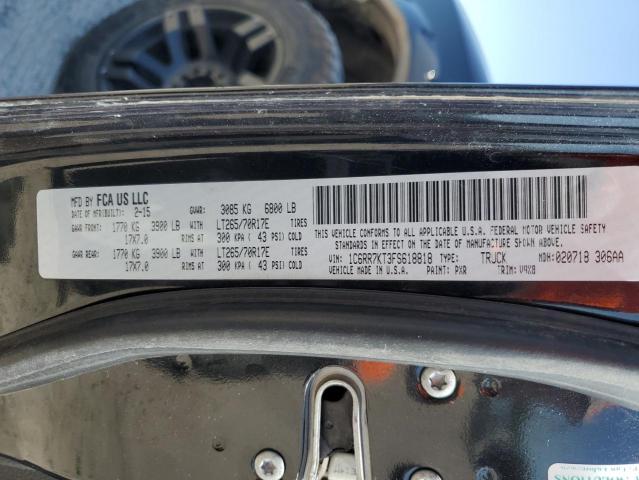 MFD BY FCA US LLC
DATE OF MFR(BUILT): 2-15 GVWR: 3085 KG 6800 LB
GAWR FRONT: 1770 KG 3900 LB WITH LT265/70R17E TIRES
17X7.0 RIMS AT 300 KPA ( 43 PSI) COLD
GAWR REAR: 1770 KG 3900 LB WITH LT265/70R17E TIRES
17X7.0 RIMS AT 300 KPA ( 43 PSI) COLD
THIS VEHICLE CONFORMS TO ALL APPLICABLE U.S.A. FEDERAL MOTOR VEHICLE SAFETY
STANDARDS IN EFFECT ON THE DATE OF MANUFACTURE SHOWN ABOVE.
VIN: 1C6RR7KT3FS618818 TYPE: TRUCK MDH: 020718 306AA
VEHICLE MADE IN U.S.A. PAINT: PXR TRIM: V9X8